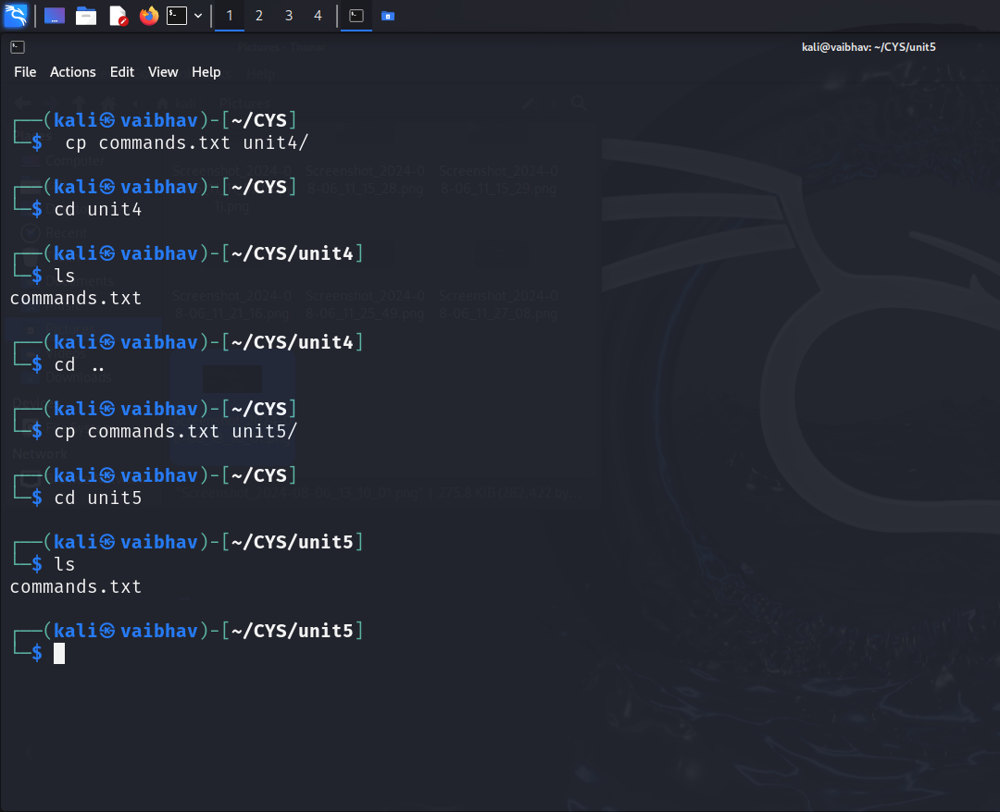 1 2 3 4
kali@vaibhav: ~/CYS/unit5
File Actions Edit View Help
┌──(kali㉿vaibhav)-[~/CYS]
└─$  cp commands.txt unit4/
┌──(kali㉿vaibhav)-[~/CYS]
└─$ cd unit4
┌──(kali㉿vaibhav)-[~/CYS/unit4]
└─$ ls
commands.txt
┌──(kali㉿vaibhav)-[~/CYS/unit4]
└─$ cd ..
┌──(kali㉿vaibhav)-[~/CYS]
└─$ cp commands.txt unit5/
┌──(kali㉿vaibhav)-[~/CYS]
└─$ cd unit5
┌──(kali㉿vaibhav)-[~/CYS/unit5]
└─$ ls
commands.txt
┌──(kali㉿vaibhav)-[~/CYS/unit5]
└─$